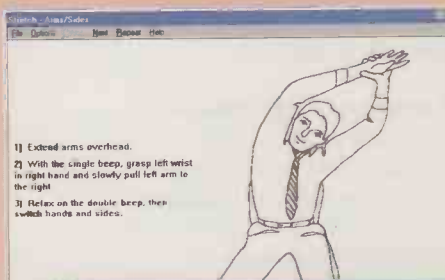 Stretch - Arms/Sides
File Options Next Repeat Help
1) Extend arms overhead.
2) With the single beep, grasp left wrist
in right hand and slowly pull left arm to
the right
3) Relax on the double beep, then
switch hands and sides.